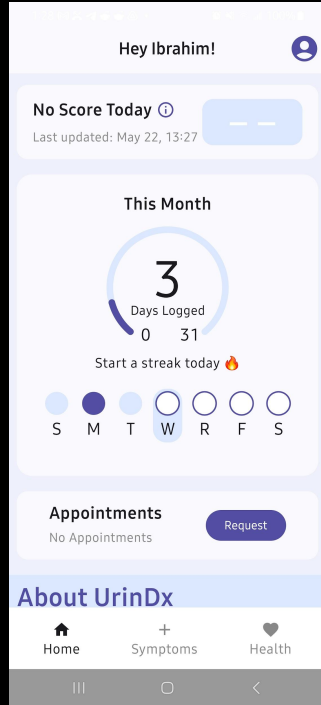 Hey Ibrahim!
No Score Today
Last updated: May 22, 13:27
-- --
This Month
3
Days Logged
0 31
Start a streak today 🔥
S M T W R F S
Appointments
No Appointments
Request
About UrinDx
Home Symptoms Health